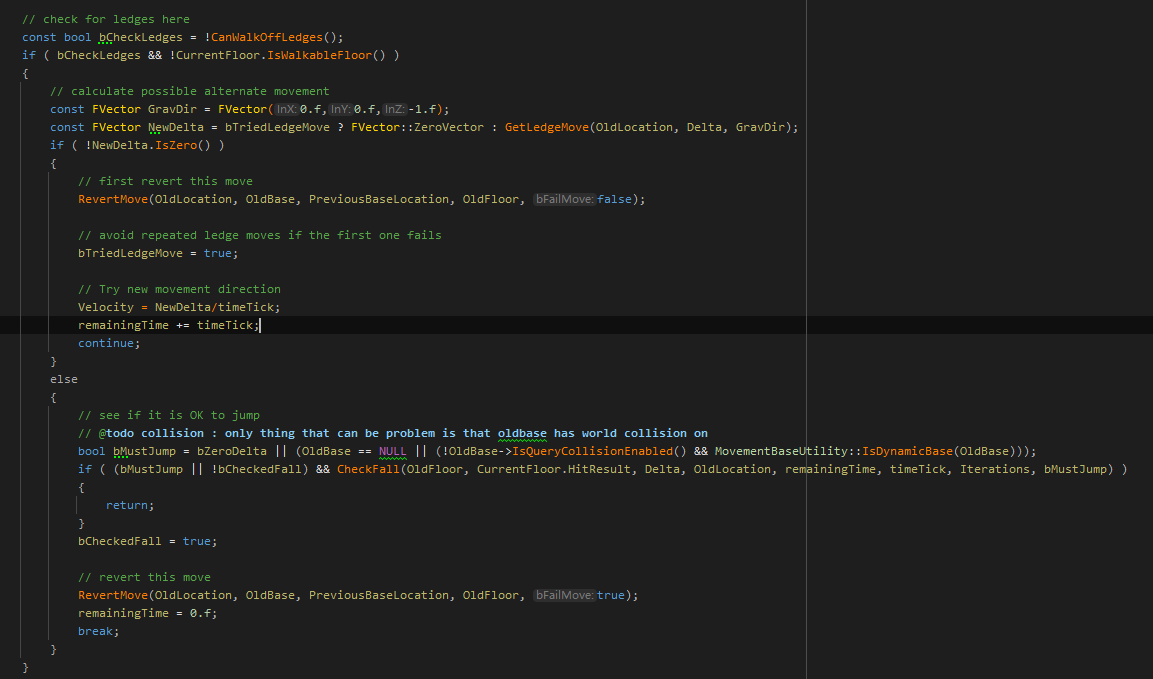 // check for ledges here
const bool bCheckLedges = !CanWalkOffLedges();
if ( bCheckLedges && !CurrentFloor.IsWalkableFloor() )
{
// calculate possible alternate movement
const FVector GravDir = FVector( InX: 0.f, InY: 0.f, InZ: -1.f);
const FVector NewDelta = bTriedLedgeMove ? FVector::ZeroVector : GetLedgeMove(OldLocation, Delta, GravDir);
if ( !NewDelta.IsZero() )
{
// first revert this move
RevertMove(OldLocation, OldBase, PreviousBaseLocation, OldFloor, bFailMove: false);
// avoid repeated ledge moves if the first one fails
bTriedLedgeMove = true;
// Try new movement direction
Velocity = NewDelta/timeTick;
remainingTime += timeTick;
continue;
}
else
{
// see if it is OK to jump
// @todo collision : only thing that can be problem is that oldbase has world collision on
bool bMustJump = bZeroDelta || (OldBase == NULL || (!OldBase->IsQueryCollisionEnabled() && MovementBaseUtility::IsDynamicBase(OldBase)));
if ( (bMustJump || !bCheckedFall) && CheckFall(OldFloor, CurrentFloor.HitResult, Delta, OldLocation, remainingTime, timeTick, Iterations, bMustJump) )
{
return;
}
bCheckedFall = true;
// revert this move
RevertMove(OldLocation, OldBase, PreviousBaseLocation, OldFloor, bFailMove: true);
remainingTime = 0.f;
break;
}
}